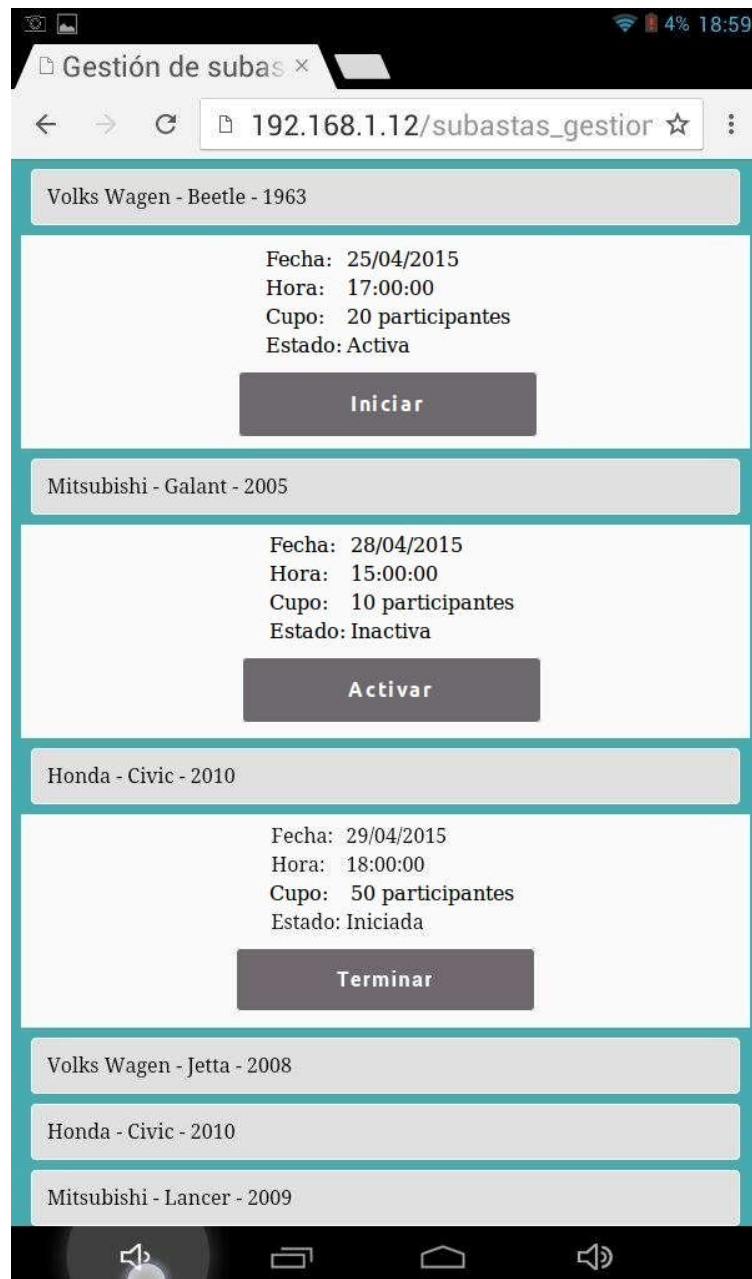 4% 18:59
Gestión de subas ×
192.168.1.12/subastas_gestior
Volks Wagen - Beetle - 1963
Fecha: 25/04/2015
Hora: 17:00:00
Cupo: 20 participantes
Estado: Activa
Iniciar
Mitsubishi - Galant - 2005
Fecha: 28/04/2015
Hora: 15:00:00
Cupo: 10 participantes
Estado: Inactiva
Activar
Honda - Civic - 2010
Fecha: 29/04/2015
Hora: 18:00:00
Cupo: 50 participantes
Estado: Iniciada
Terminar
Volks Wagen - Jetta - 2008
Honda - Civic - 2010
Mitsubishi - Lancer - 2009